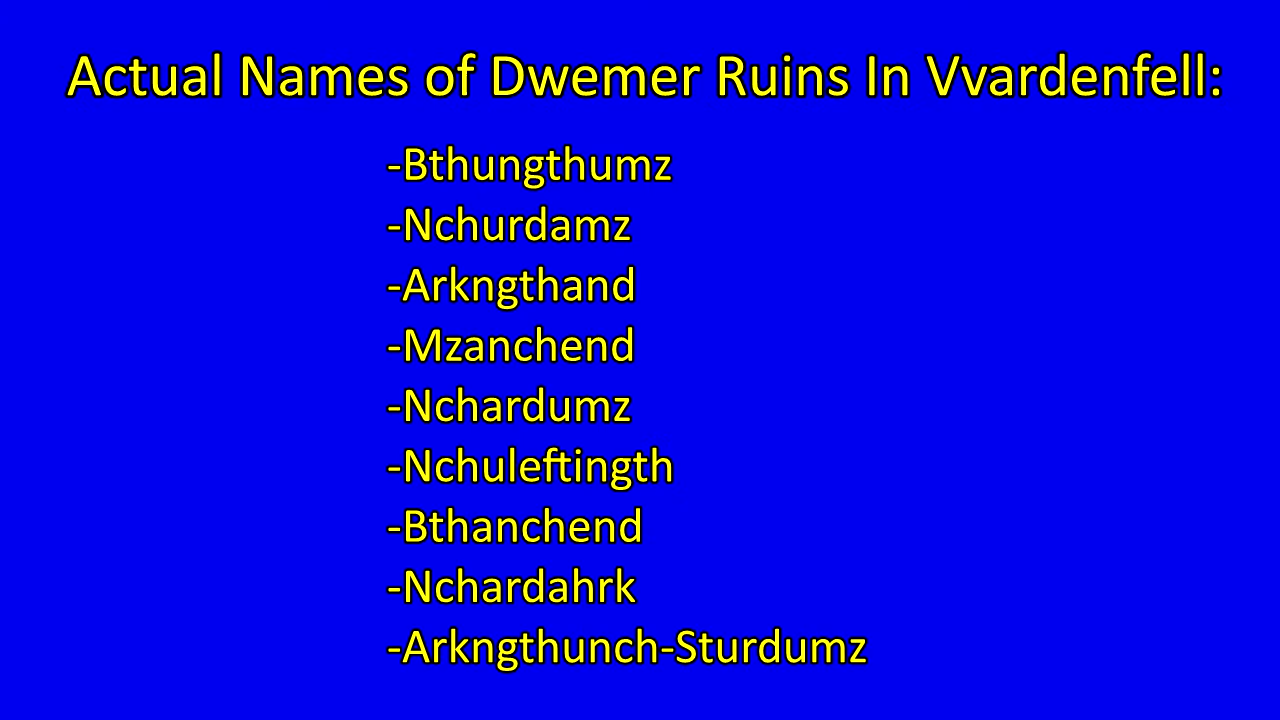 Actual Names of Dwemer Ruins In Vvardenfell:
-Bthungthumz
-Nchurdamz
-Arkngthand
-Mzanchend
-Nchardumz
-Nchuleftingth
-Bthanchend
-Nchardahrk
-Arkngthunch-Sturdumz